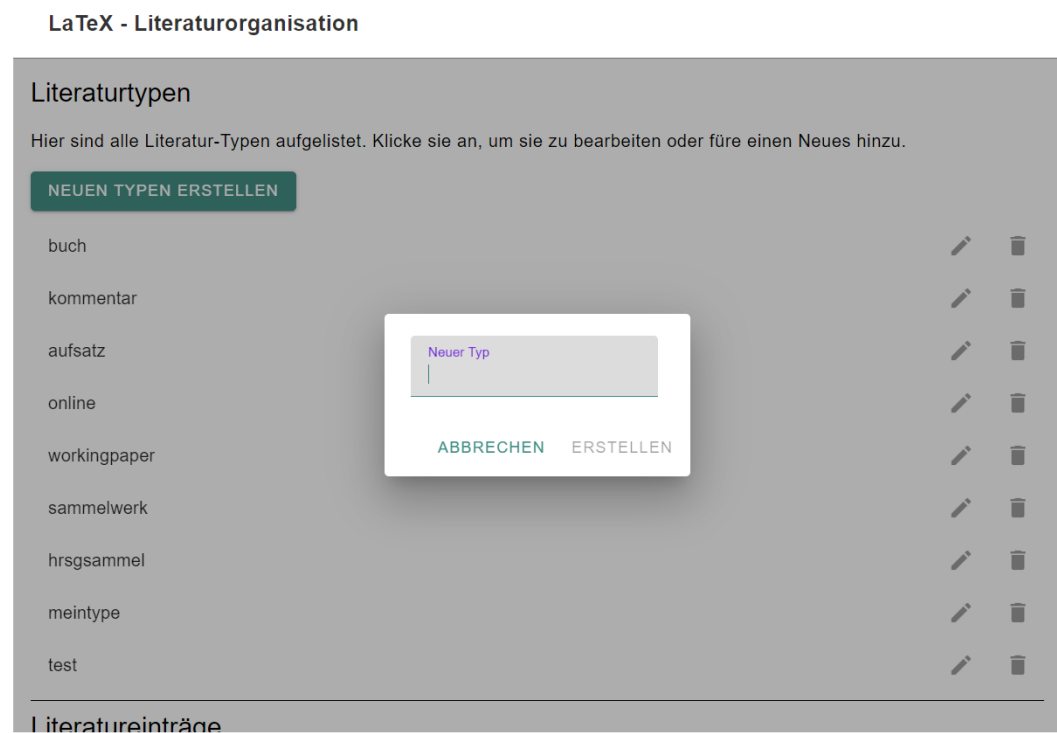 LaTeX - Literaturorganisation
Literaturtypen
Hier sind alle Literatur-Typen aufgelistet. Klicke sie an, um sie zu bearbeiten oder füre einen Neues hinzu.
NEUEN TYPEN ERSTELLEN
buch
kommentar
aufsatz
online
workingpaper
sammelwerk
hrsgsammel
meintype
test
Neuer Typ
ABBRECHEN ERSTELLEN
Literatureinträge